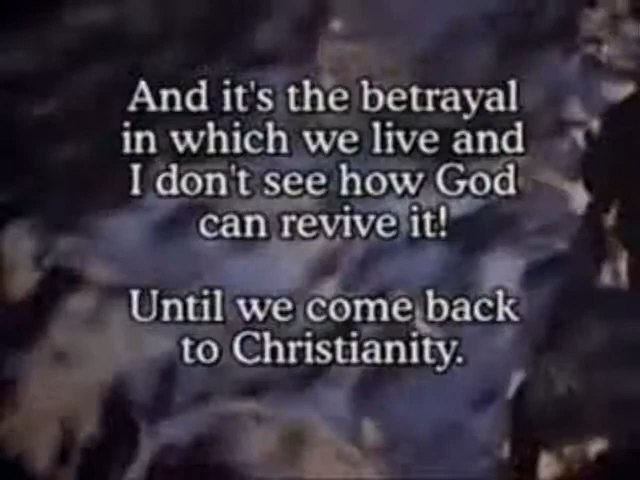 And it's the betrayal
in which we live and
I don't see how God
can revive it!
Until we come back
to Christianity.